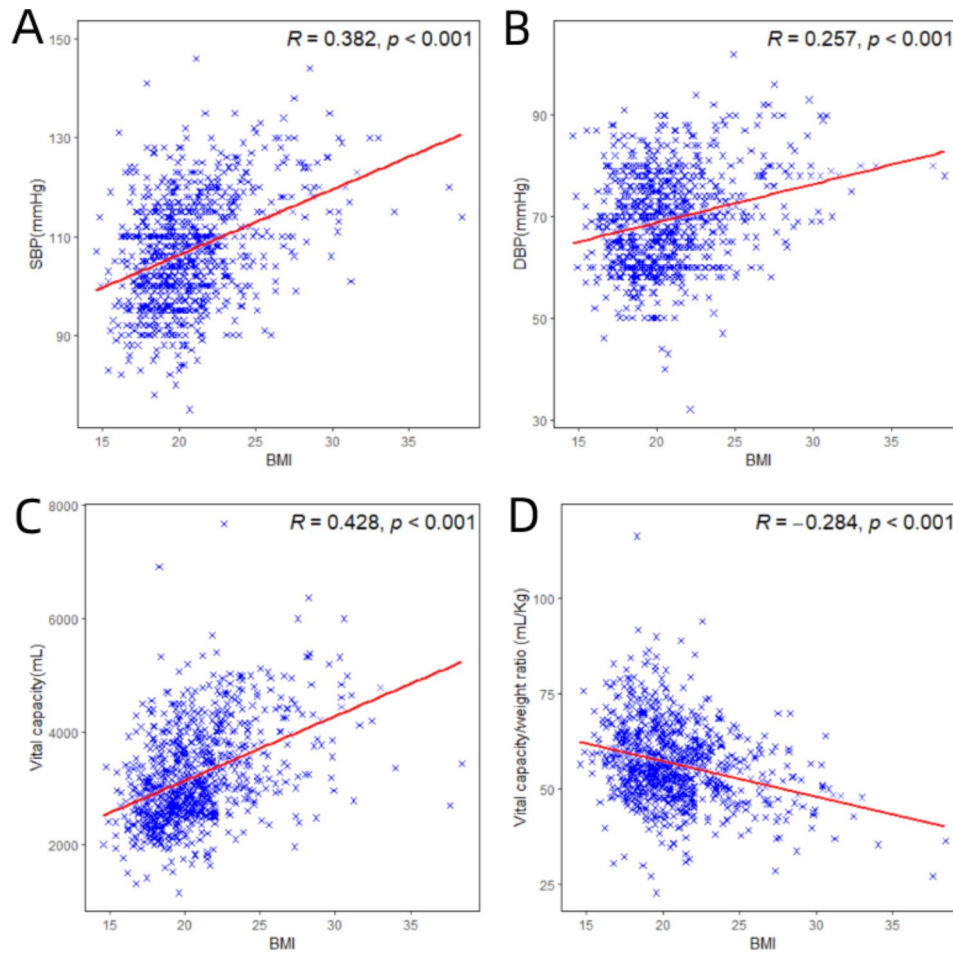 A
R = 0.382, p < 0.001
SBP(mmHg)
150
130
110
90
15 20 25 30 35
BMI
B
R = 0.257, p < 0.001
DBP(mmHg)
90
70
50
30
15 20 25 30 35
BMI
C
R = 0.428, p < 0.001
Vital capacity(mL)
8000
6000
4000
2000
15 20 25 30 35
BMI
D
R = −0.284, p < 0.001
Vital capacity/weight ratio (mL/Kg)
100
75
50
25
15 20 25 30 35
BMI